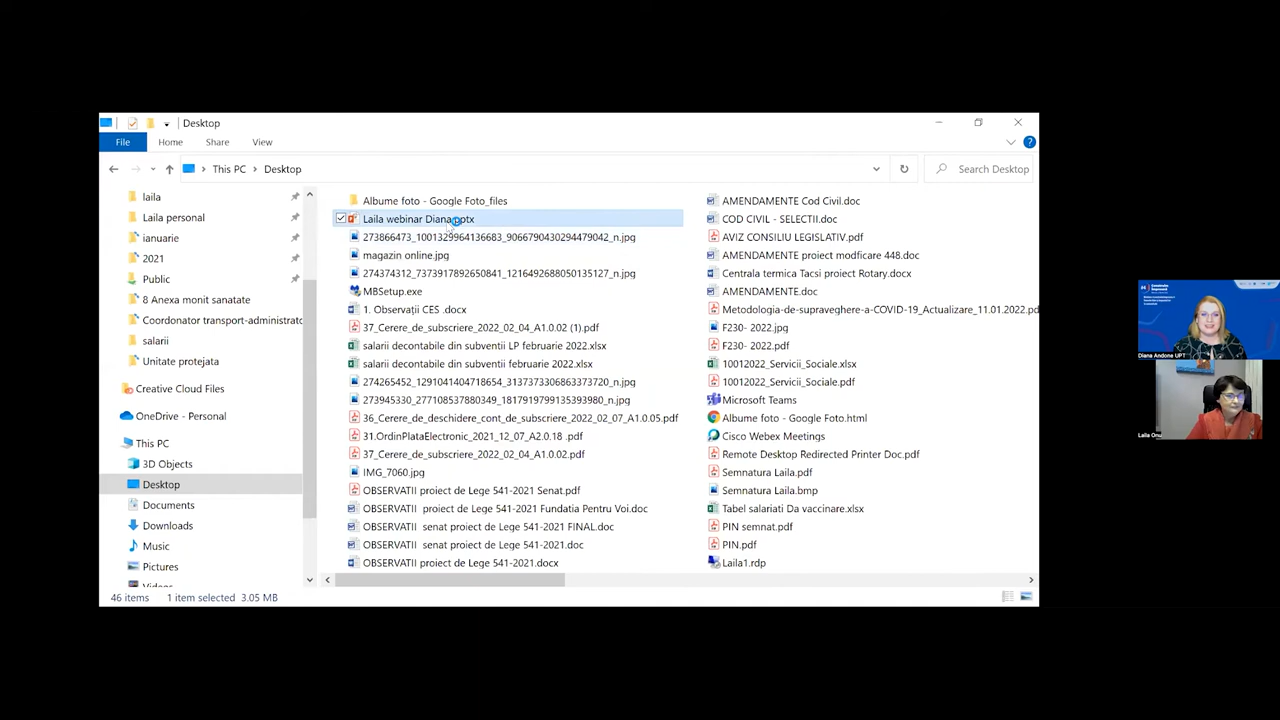 Desktop
File
Home
Share
View
This PC
Desktop
Search Desktop
laila
Laila personal
ianuarie
2021
Public
8 Anexa monit sanatate
Coordonator transport-administrato
salarii
Unitate protejata
Creative Cloud Files
OneDrive - Personal
This PC
3D Objects
Desktop
Documents
Downloads
Music
Pictures
Videos
Albume foto - Google Foto_files
Laila webinar Diana.pptx
273866473_1001329964136683_9066790430294479042_n.jpg
magazin online.jpg
274374312_7373917892650841_1216492688050135127_n.jpg
MBSetup.exe
1. Observații CES .docx
37_Cerere_de_subscriere_2022_02_04_A1.0.02 (1).pdf
salarii decontabile din subventii LP februarie 2022.xlsx
salarii decontabile din subventii februarie 2022.xlsx
274265452_1291041404718654_3137373306863373720_n.jpg
273945330_277108537880349_1817919799135393980_n.jpg
36_Cerere_de_deschidere_cont_de_subscriere_2022_02_07_A1.0.05.pdf
31.OrdinPlataElectronic_2021_12_07_A2.0.18 .pdf
37_Cerere_de_subscriere_2022_02_04_A1.0.02.pdf
IMG_7060.jpg
OBSERVATII proiect de Lege 541-2021 Senat.pdf
OBSERVATII  proiect de Lege 541-2021 Fundatia Pentru Voi.doc
OBSERVATII  senat proiect de Lege 541-2021 FINAL.doc
OBSERVATII  senat proiect de Lege 541-2021.doc
OBSERVATII proiect de Lege 541-2021.docx
AMENDAMENTE Cod Civil.doc
COD CIVIL - SELECTII.doc
AVIZ CONSILIU LEGISLATIV.pdf
AMENDAMENTE proiect modficare 448.doc
Centrala termica Tacsi proiect Rotary.docx
AMENDAMENTE.doc
Metodologia-de-supraveghere-a-COVID-19_Actualizare_11.01.2022.pd
F230- 2022.jpg
F230- 2022.pdf
10012022_Servicii_Sociale.xlsx
10012022_Servicii_Sociale.pdf
Microsoft Teams
Albume foto - Google Foto.html
Cisco Webex Meetings
Remote Desktop Redirected Printer Doc.pdf
Semnatura Laila.pdf
Semnatura Laila.bmp
Tabel salariati Da vaccinare.xlsx
PIN semnat.pdf
PIN.pdf
Laila1.rdp
46 items
1 item selected
3.05 MB
Diana Andone UPT
Laila Onu